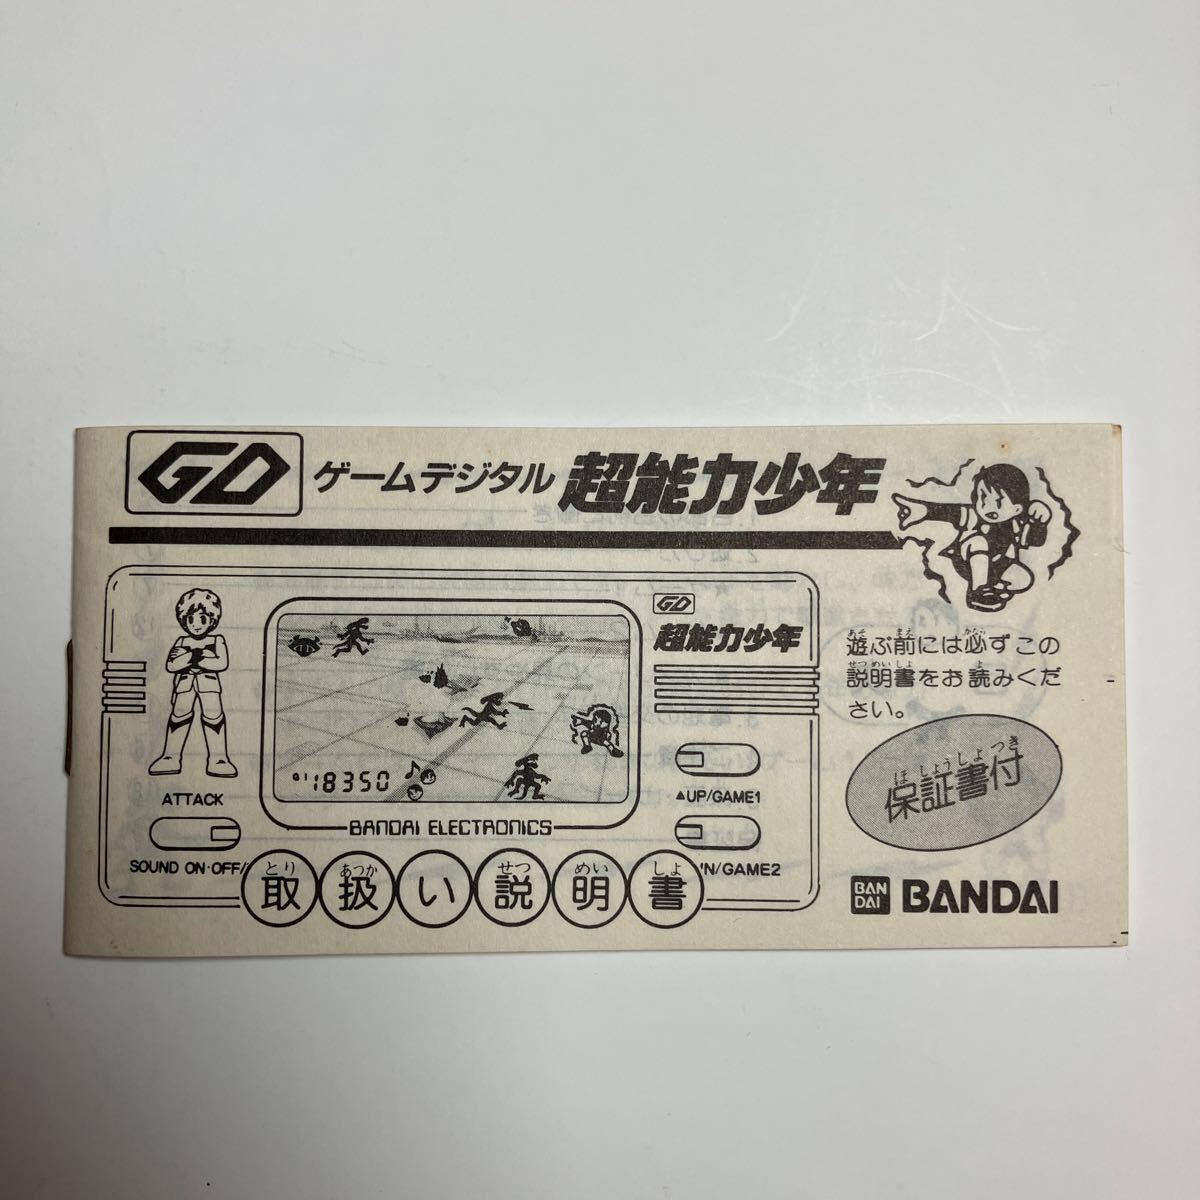 GD ゲームデジタル 超能力少年
GD
超能力少年
遊ぶ前には必ずこの
説明書をお読みくだ
さい。
保証書付
G1 18350
ATTACK
BANDAI ELECTRONICS
▲UP/GAME1
SOUND ON·OFF/
N/GAME2
取扱い説明書
BAN
DAI
BANDAI